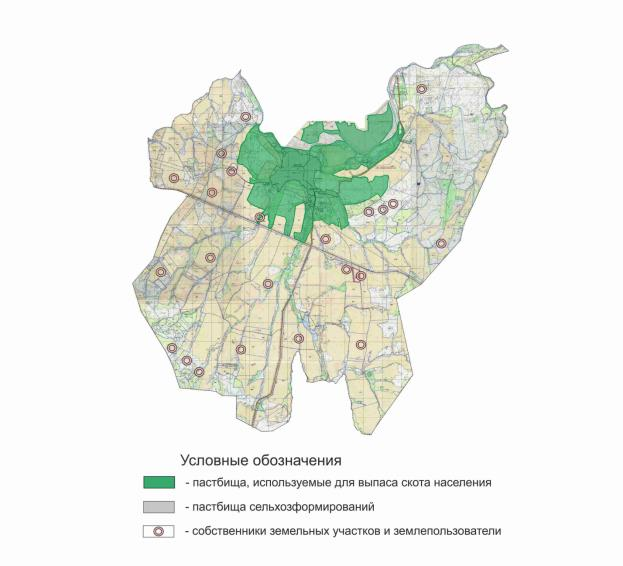 Условные обозначения
- пастбища, используемые для выпаса скота населения
- пастбища сельхозформирований
- собственники земельных участков и землепользователи